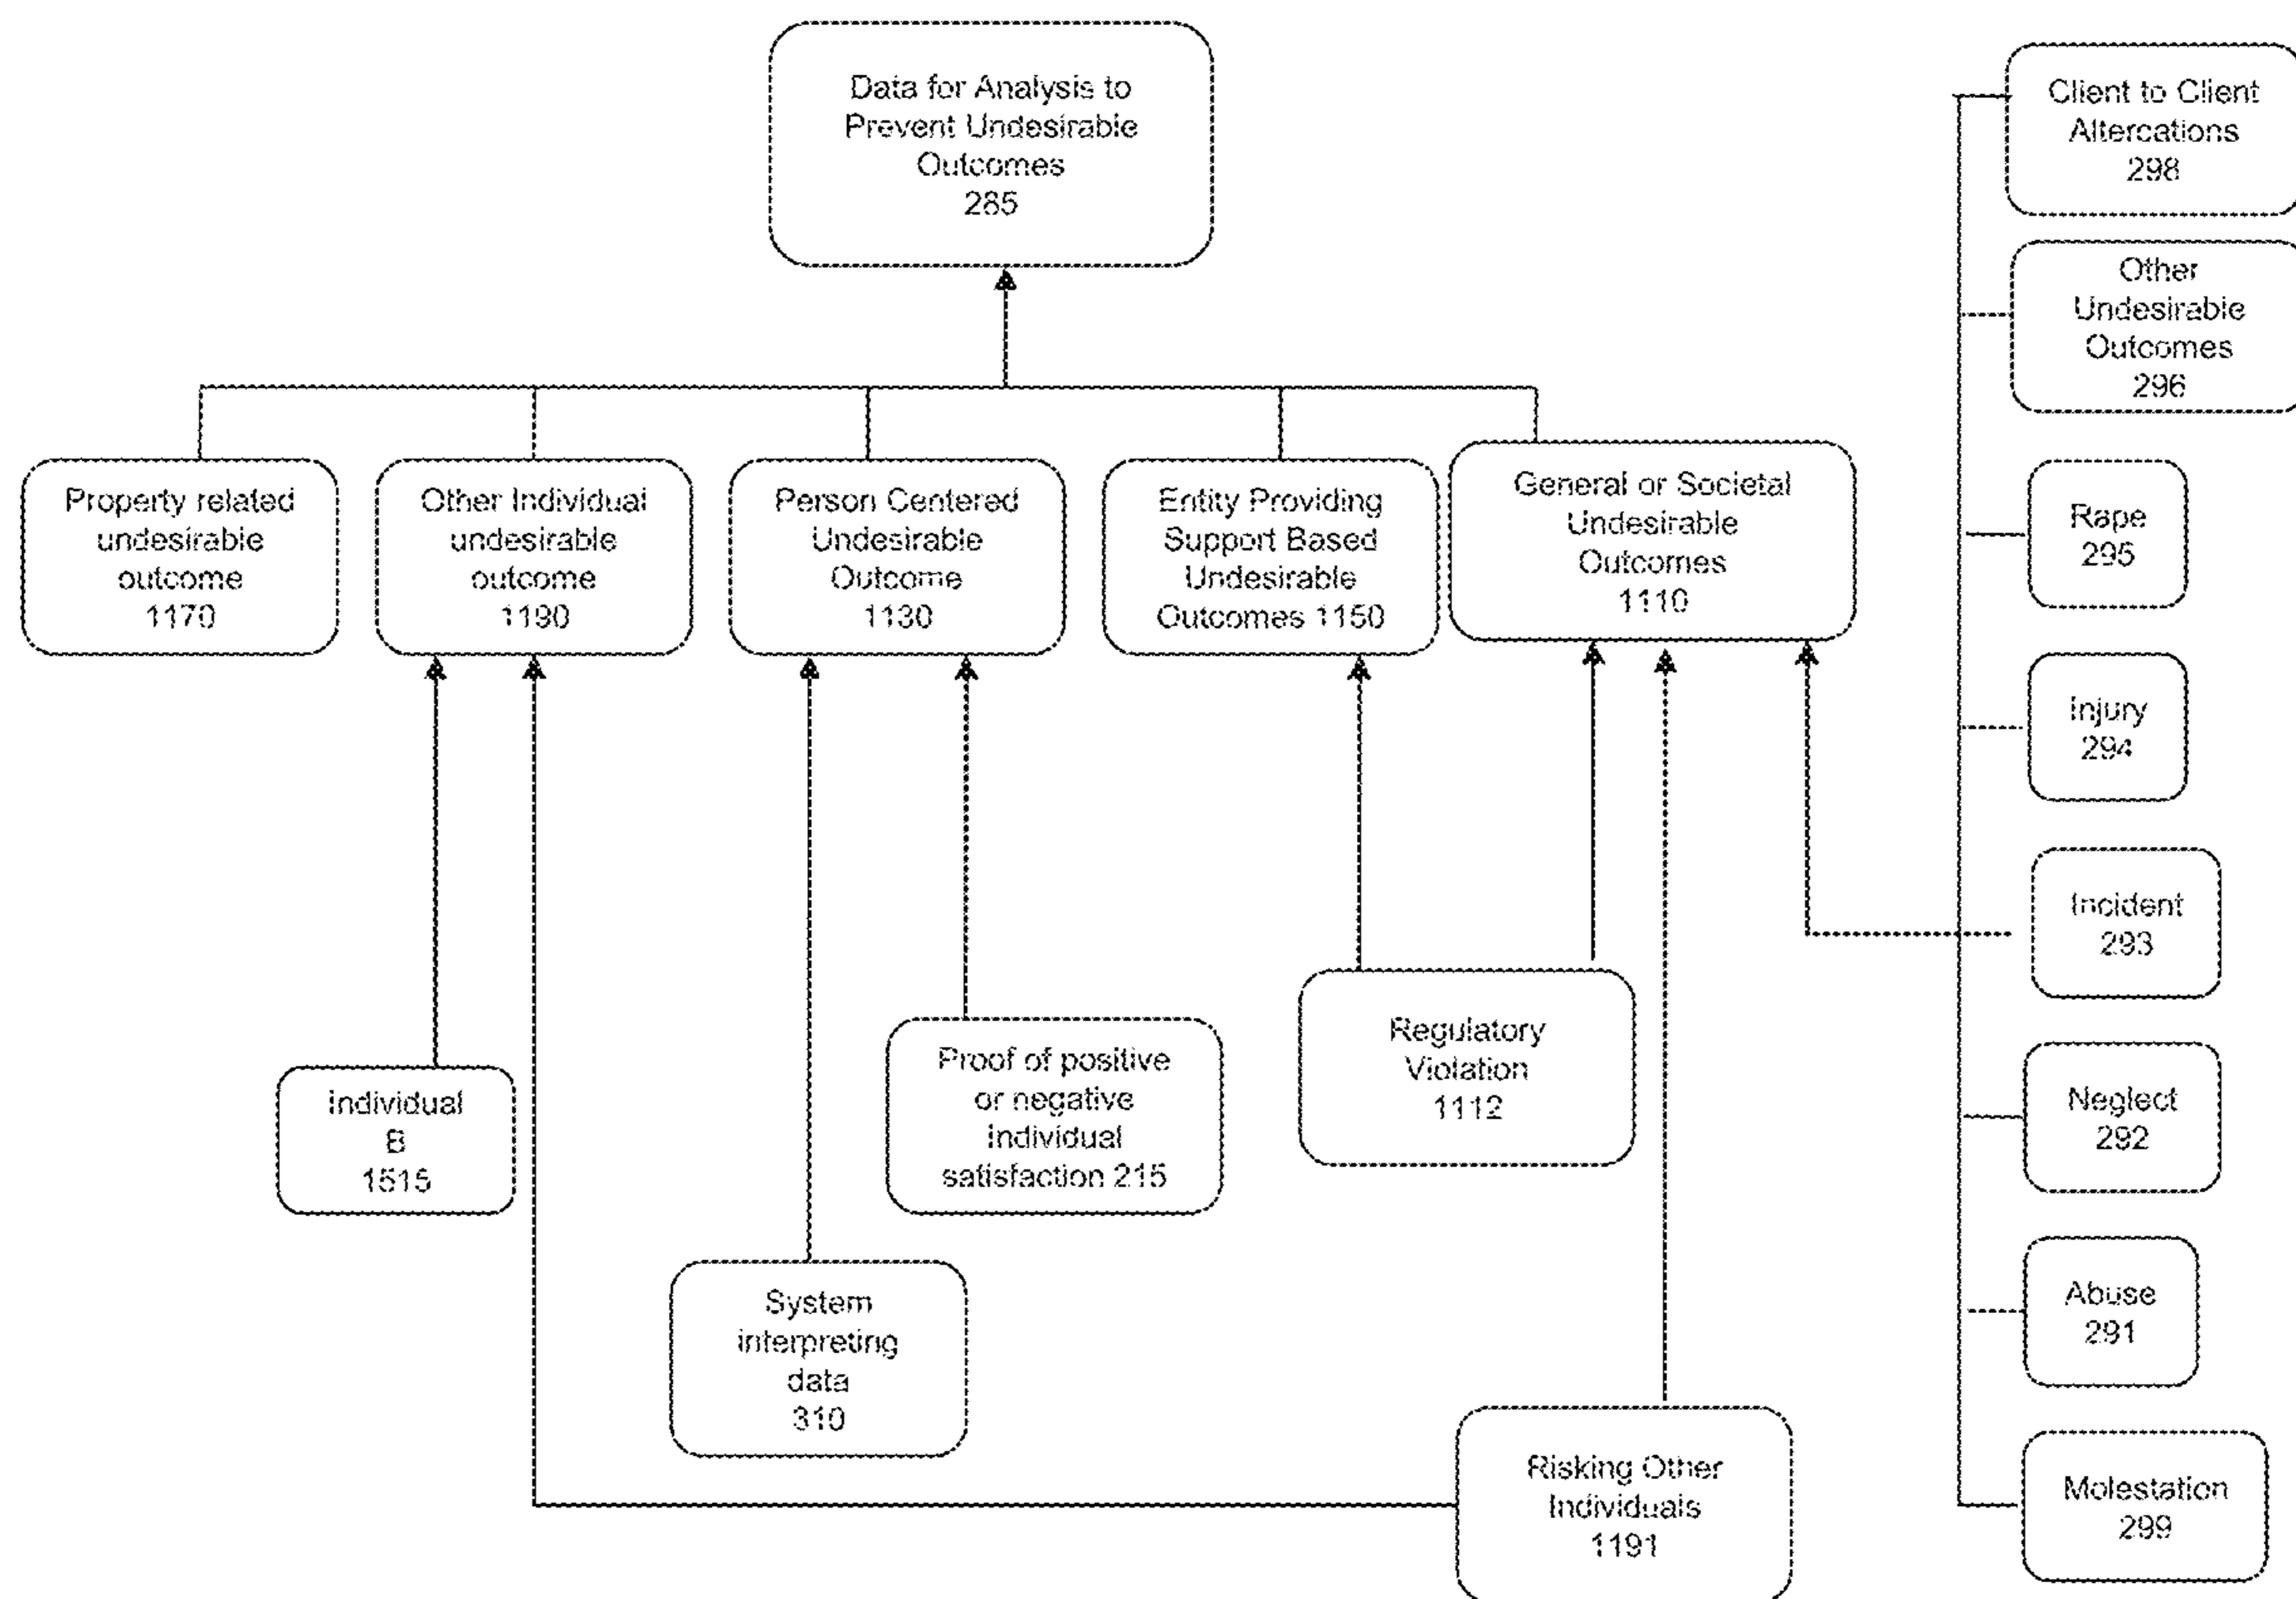 Data for Analysis to
Prevent Undesirable
Outcomes
285
Client to Client
Altercations
298
Other
Undesirable
Outcomes
296
Property related
undesirable
outcome
1170
Other Individual
undesirable
outcome
1190
Person Centered
Undesirable
Outcome
1130
Entity Providing
Support Based
Undesirable
Outcomes 1150
General or Societal
Undesirable
Outcomes
1110
Rape
295
Injury
294
Incident
293
Neglect
292
Abuse
291
Molestation
299
Individual
B
1515
Proof of positive
or negative
Individual
satisfaction 215
Regulatory
Violation
1112
System
interpreting
data
310
Risking Other
Individuals
1191